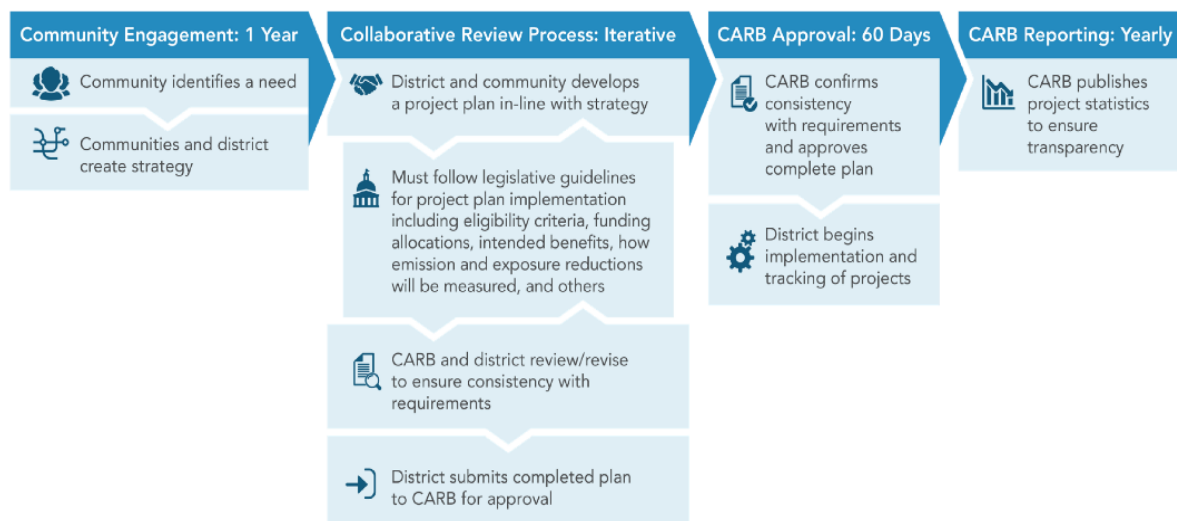 Community Engagement: 1 Year
Community identifies a need
Communities and district
create strategy
Collaborative Review Process: Iterative
District and community develops
a project plan in-line with strategy
Must follow legislative guidelines
for project plan implementation
including eligibility criteria, funding
allocations, intended benefits, how
emission and exposure reductions
will be measured, and others
CARB and district review/revise
to ensure consistency with
requirements
District submits completed plan
to CARB for approval
CARB Approval: 60 Days
CARB confirms
consistency
with requirements
and approves
complete plan
District begins
implementation and
tracking of projects
CARB Reporting: Yearly
CARB publishes
project statistics
to ensure
transparency